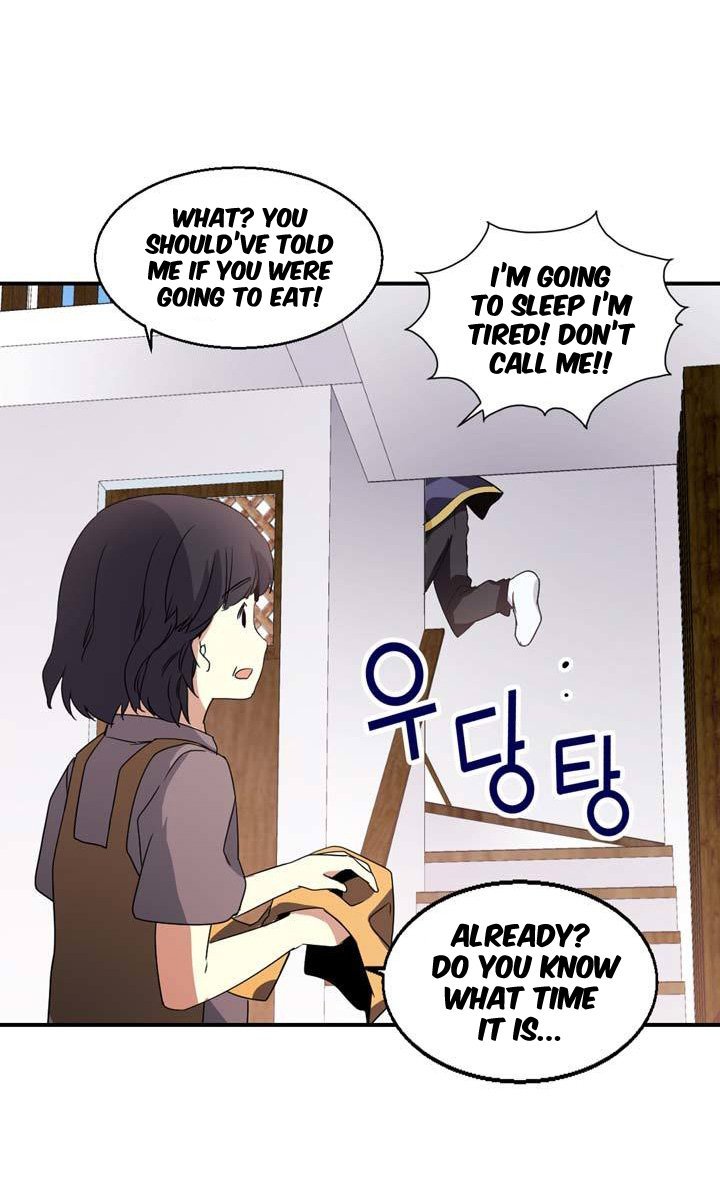 WHAT? YOU
SHOULD'VE TOLD
ME IF YOU WERE
GOING TO EAT!
I'M GOING
TO SLEEP I'M
TIRED! DON'T
CALL ME!!
우당탕
ALREADY?
DO YOU KNOW
WHAT TIME
IT IS...